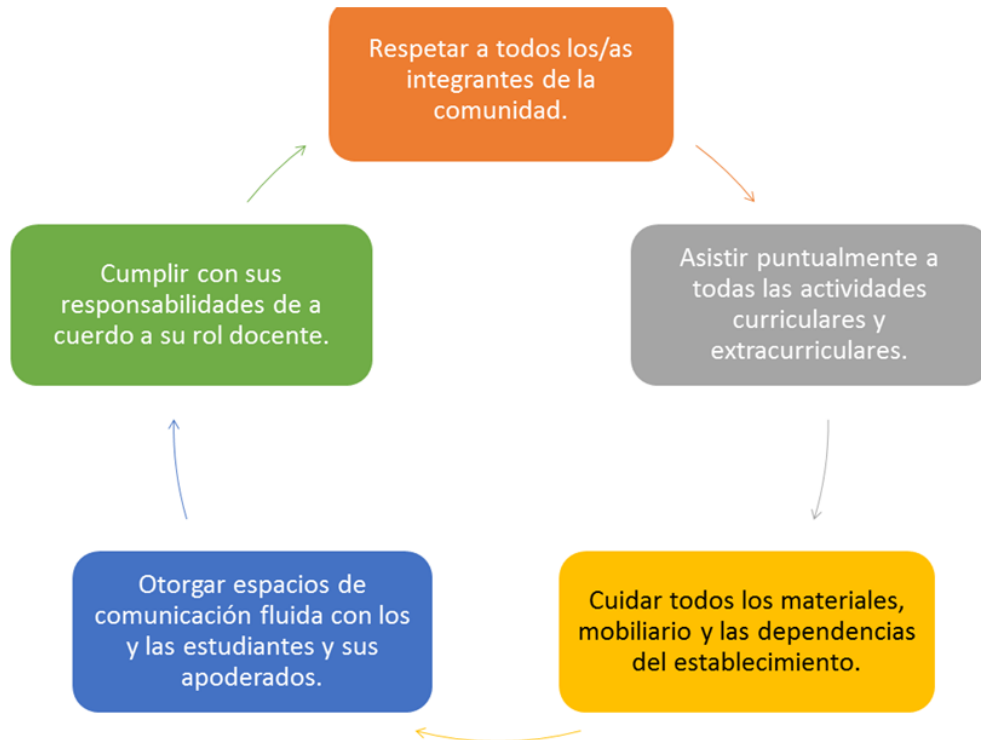 Respetar a todos los/as
integrantes de la
comunidad.
Asistir puntualmente a
todas las actividades
curriculares y
extracurriculares.
Cuidar todos los materiales,
mobiliario y las dependencias
del establecimiento.
Otorgar espacios de
comunicación fluida con los
y las estudiantes y sus
apoderados.
Cumplir con sus
responsabilidades de a
cuerdo a su rol docente.